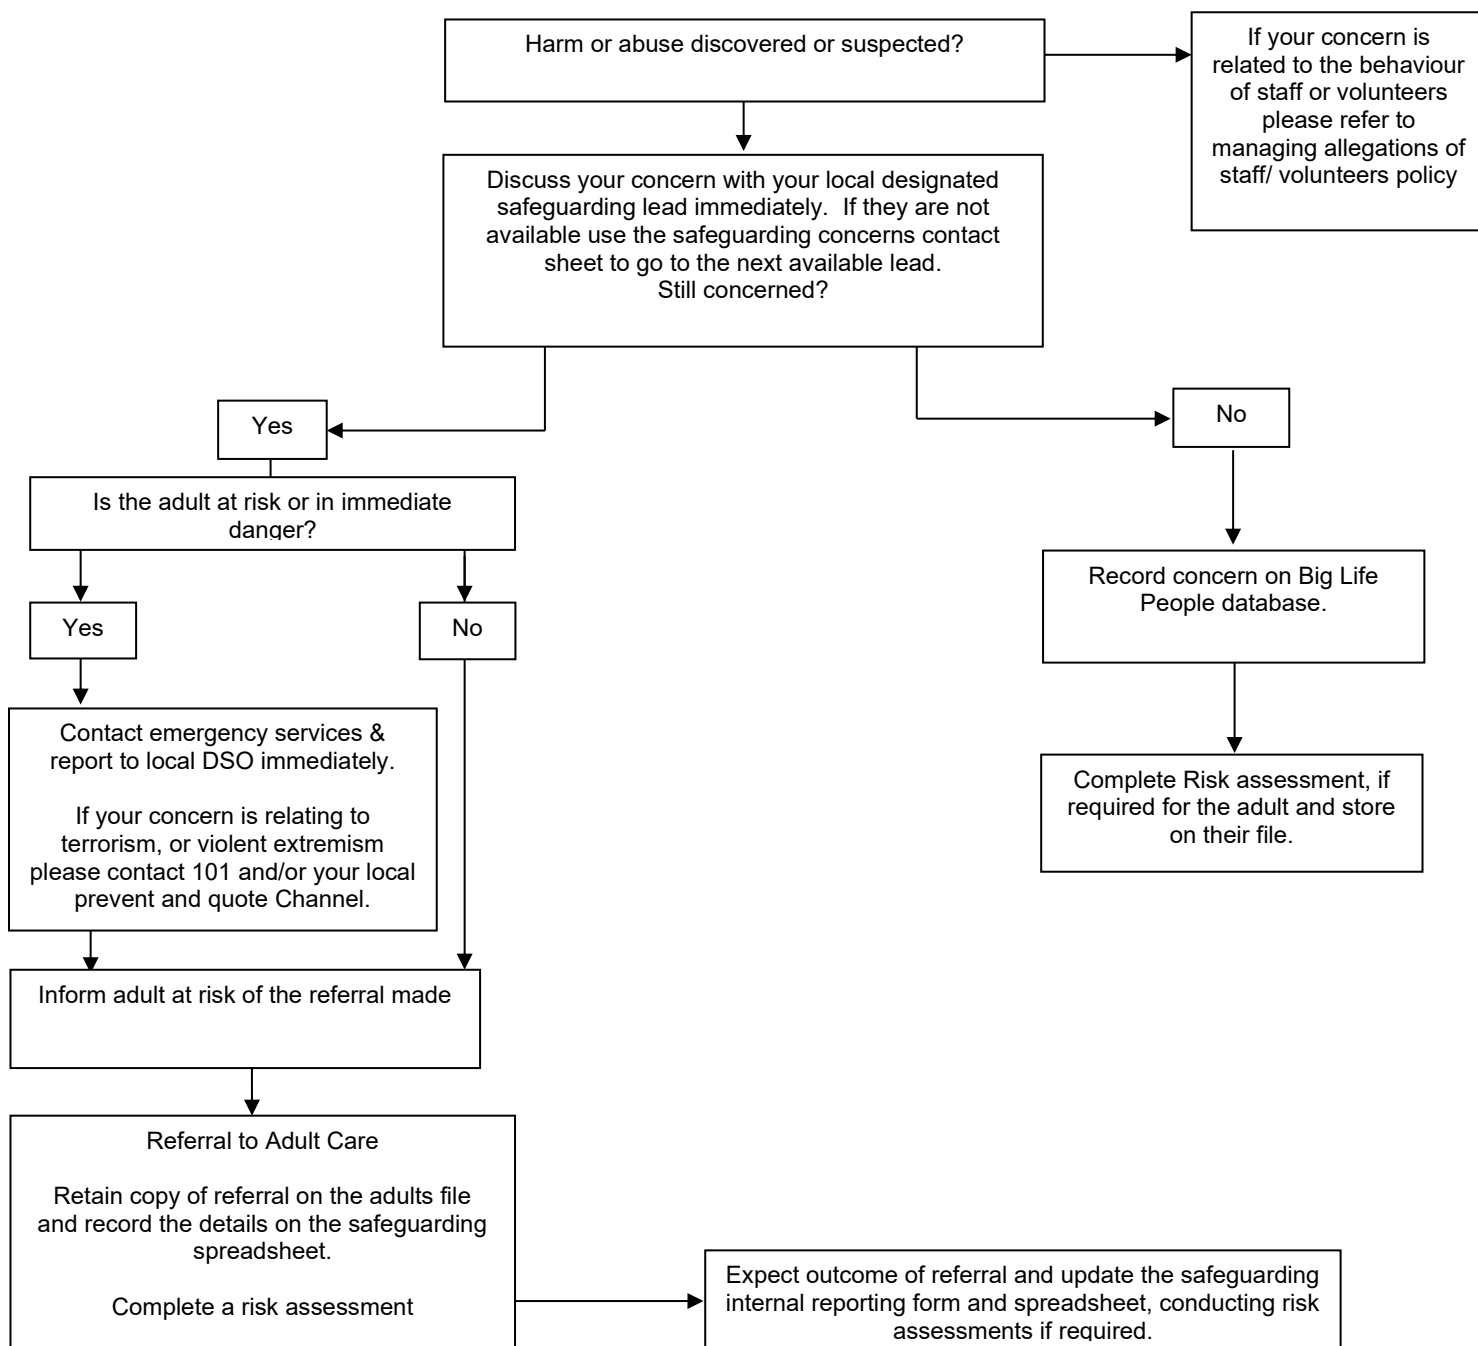 Harm or abuse discovered or suspected?
If your concern is
related to the behaviour
of staff or volunteers
please refer to
managing allegations of
staff/ volunteers policy
Discuss your concern with your local designated
safeguarding lead immediately.  If they are not
available use the safeguarding concerns contact
sheet to go to the next available lead.
Still concerned?
Yes
No
Is the adult at risk or in immediate
danger?
Yes
No
Record concern on Big Life
People database.
Contact emergency services &
report to local DSO immediately.
If your concern is relating to
terrorism, or violent extremism
please contact 101 and/or your local
prevent and quote Channel.
Complete Risk assessment, if
required for the adult and store
on their file.
Inform adult at risk of the referral made
Referral to Adult Care
Retain copy of referral on the adults file
and record the details on the safeguarding
spreadsheet.
Complete a risk assessment
Expect outcome of referral and update the safeguarding
internal reporting form and spreadsheet, conducting risk
assessments if required.